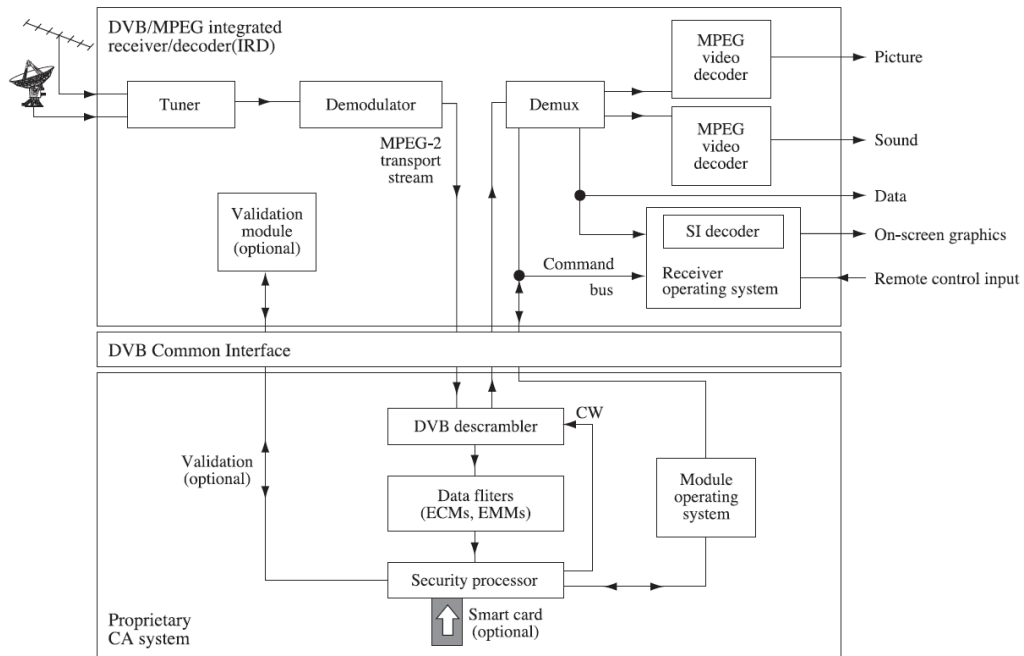 DVB/MPEG integrated
receiver/decoder(IRD)
MPEG
video
decoder
Picture
Tuner
Demodulator
Demux
MPEG-2
transport
stream
MPEG
video
decoder
Sound
Data
Validation
module
(optional)
SI decoder
On-screen graphics
Command
bus
Receiver
operating system
Remote control input
DVB Common Interface
CW
DVB descrambler
Validation
(optional)
Data fliters
(ECMs, EMMs)
Module
operating
system
Security processor
Smart card
(optional)
Proprietary
CA system